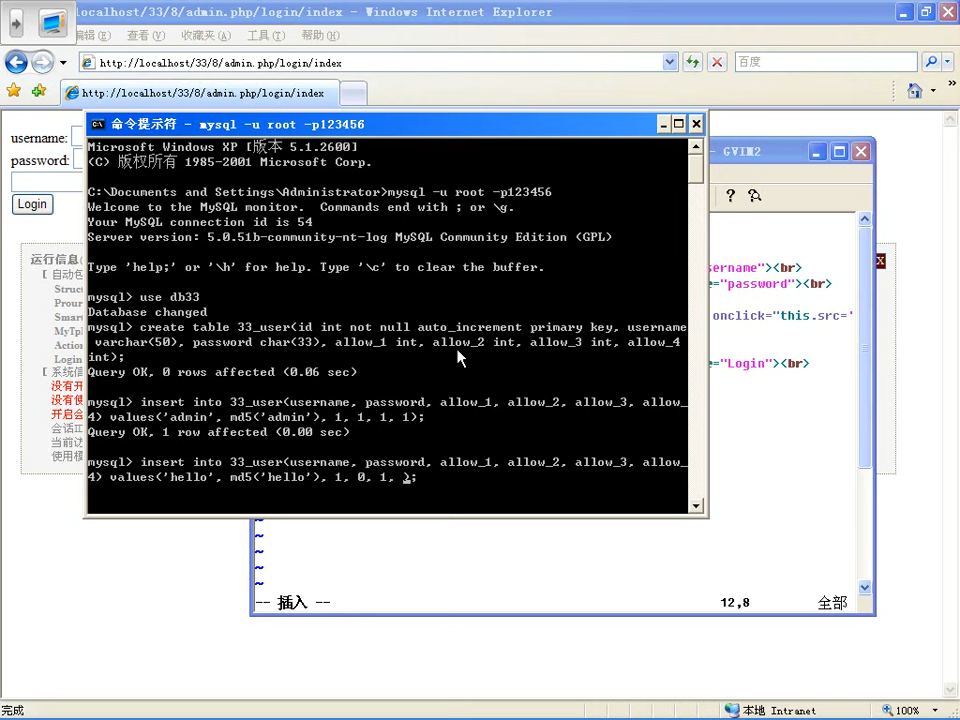 localhost/33/8/admin.php/login/index - Windows Internet Explorer
编辑(E) 查看(V) 收藏夹(A) 工具(T) 帮助(H)
http://localhost/33/8/admin.php/login/index
百度
http://localhost/33/8/admin.php/login/index
username:
password:
Login
运行信息
[ 自动包
Struc
Prour
Smar
MyTpl
Action
Login
[ 系统信
没有开
没有使
开启会
会话I
当前访
使用模
命令提示符 - mysql -u root -p123456
Microsoft Windows XP [版本 5.1.2600]
(C) 版权所有 1985-2001 Microsoft Corp.
C:\Documents and Settings\Administrator>mysql -u root -p123456
Welcome to the MySQL monitor.  Commands end with ; or \g.
Your MySQL connection id is 54
Server version: 5.0.51b-community-nt-log MySQL Community Edition (GPL)
Type 'help;' or '\h' for help. Type '\c' to clear the buffer.
mysql> use db33
Database changed
mysql> create table 33_user(id int not null auto_increment primary key, username
varchar(50), password char(33), allow_1 int, allow_2 int, allow_3 int, allow_4
int);
Query OK, 0 rows affected (0.06 sec)
mysql> insert into 33_user(username, password, allow_1, allow_2, allow_3, allow_
4) values('admin', md5('admin'), 1, 1, 1, 1);
Query OK, 1 row affected (0.00 sec)
mysql> insert into 33_user(username, password, allow_1, allow_2, allow_3, allow_
4) values('hello', md5('hello'), 1, 0, 1, );
- GVIM2
sername"><br>
="password"><br>
onclick="this.src='
="Login"><br>
X
~
~
~
~
~
-- 插入 --
12,8
全部
完成
本地 Intranet
100%